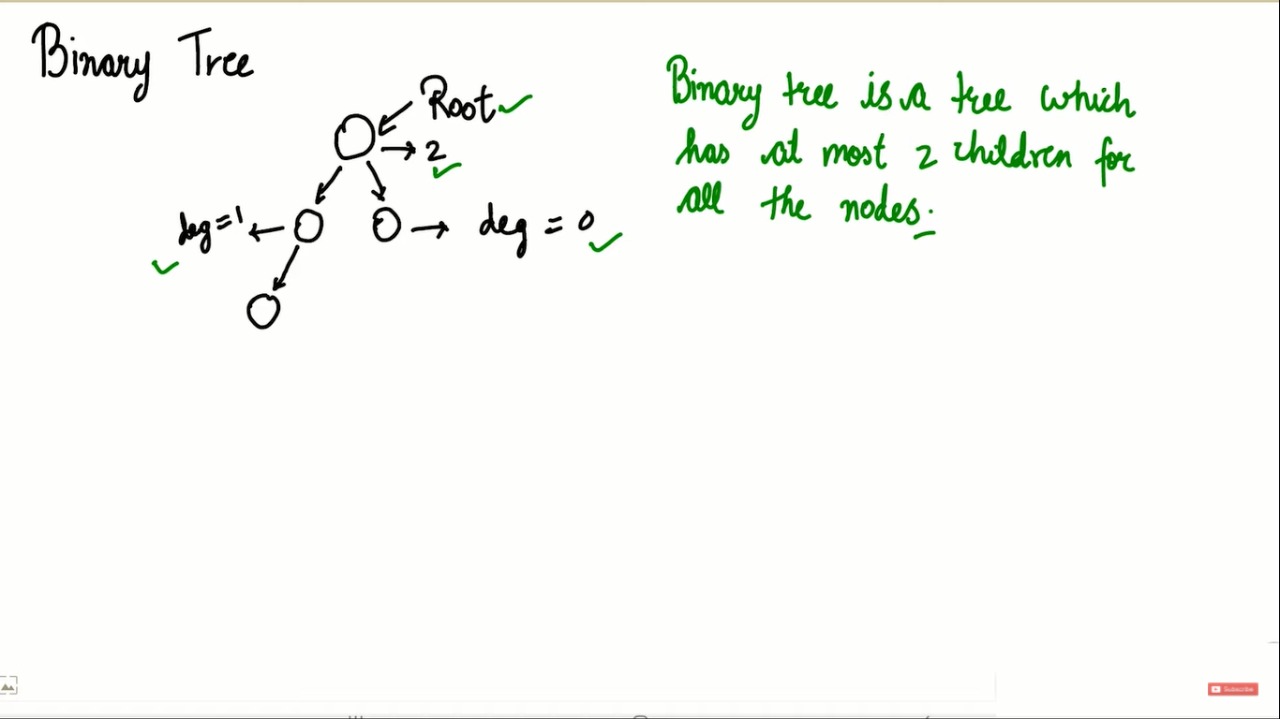 Binary Tree
Root
2
deg=1
deg = 0
Binary tree is a tree which
has at most 2 children for
all the nodes.
Subscribe